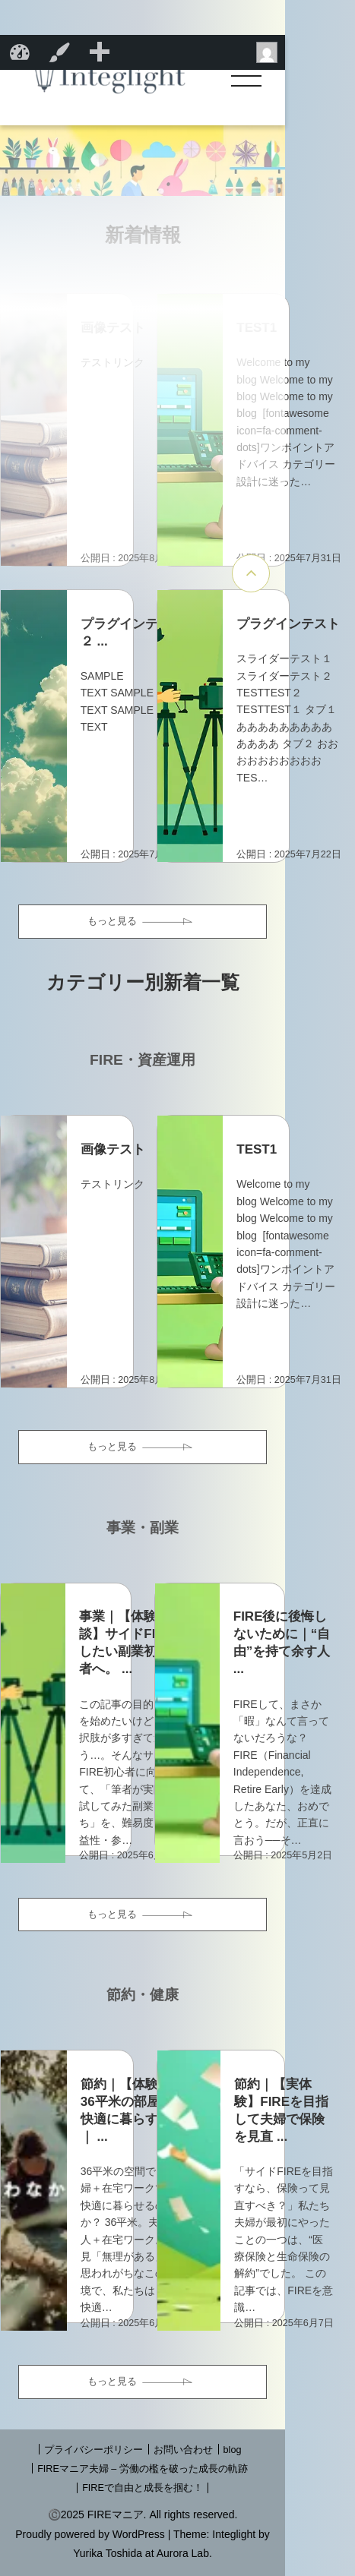 Integlight
新着情報
画像テスト
テストリンク
公開日 : 2025年8月
TEST1
Welcome to my
blog Welcome to my
blog Welcome to my
blog  [fontawesome
icon=fa-comment-
dots]ワンポイントア
ドバイス カテゴリー
設計に迷った…
公開日 : 2025年7月31日
プラグインテ
２ ...
SAMPLE
TEXT SAMPLE
TEXT SAMPLE
TEXT
公開日 : 2025年7月
プラグインテスト
スライダーテスト１
スライダーテスト２
TESTTEST２
TESTTEST１ タブ１
あああああああああ
ああああ タブ２ おお
おおおおおおおお
TES…
公開日 : 2025年7月22日
もっと見る
カテゴリー別新着一覧
FIRE・資産運用
画像テスト
テストリンク
公開日 : 2025年8月
TEST1
Welcome to my
blog Welcome to my
blog Welcome to my
blog  [fontawesome
icon=fa-comment-
dots]ワンポイントア
ドバイス カテゴリー
設計に迷った…
公開日 : 2025年7月31日
もっと見る
事業・副業
事業｜【体験
談】サイドFI
したい副業初
者へ。 ...
この記事の目的
を始めたいけど
択肢が多すぎて
う…。そんなサ
FIRE初心者に向
て、「筆者が実
試してみた副業
ち」を、難易度
益性・参…
公開日 : 2025年6月
FIRE後に後悔し
ないために｜“自
由”を持て余す人
...
FIREして、まさか
「暇」なんて言って
ないだろうな？
FIRE（Financial
Independence,
Retire Early）を達成
したあなた、おめで
とう。だが、正直に
言おう──そ…
公開日 : 2025年5月2日
もっと見る
節約・健康
節約｜【体験
36平米の部屋
快適に暮らす
｜ ...
36平米の空間で
婦＋在宅ワーク
快適に暮らせる
か？ 36平米。夫
人＋在宅ワーク
見「無理がある
思われがちなこ
境で、私たちは
快適…
公開日 : 2025年6月
わなか
節約｜【実体
験】FIREを目指
して夫婦で保険
を見直 ...
「サイドFIREを目指
すなら、保険って見
直すべき？」私たち
夫婦が最初にやった
ことの一つは、“医
療保険と生命保険の
解約”でした。 この
記事では、FIREを意
識…
公開日 : 2025年6月7日
もっと見る
プライバシーポリシー | お問い合わせ | blog
FIREマニア夫婦 – 労働の檻を破った成長の軌跡
FIREで自由と成長を掴む！
©2025 FIREマニア. All rights reserved.
Proudly powered by WordPress | Theme: Integlight by
Yurika Toshida at Aurora Lab.